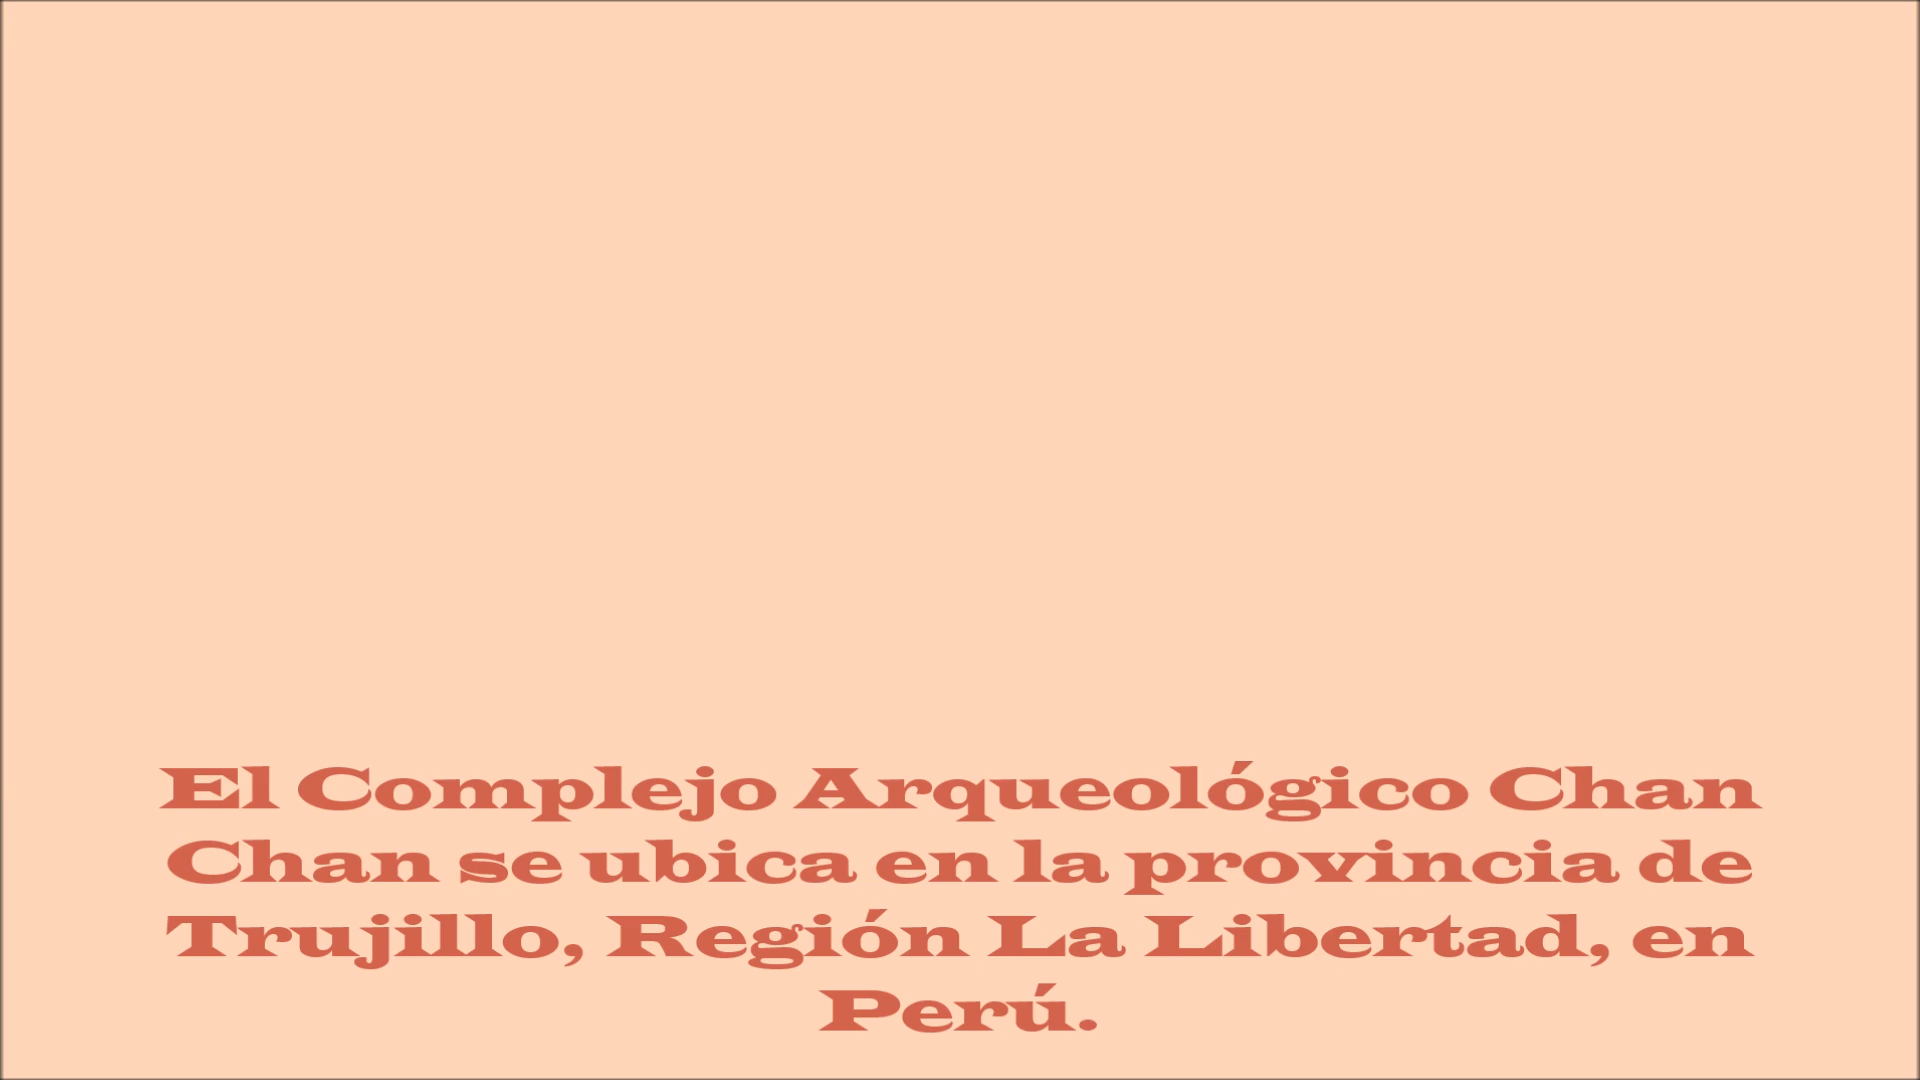 El Complejo Arqueológico Chan
Chan se ubica en la provincia de
Trujillo, Región La Libertad, en
Perú.